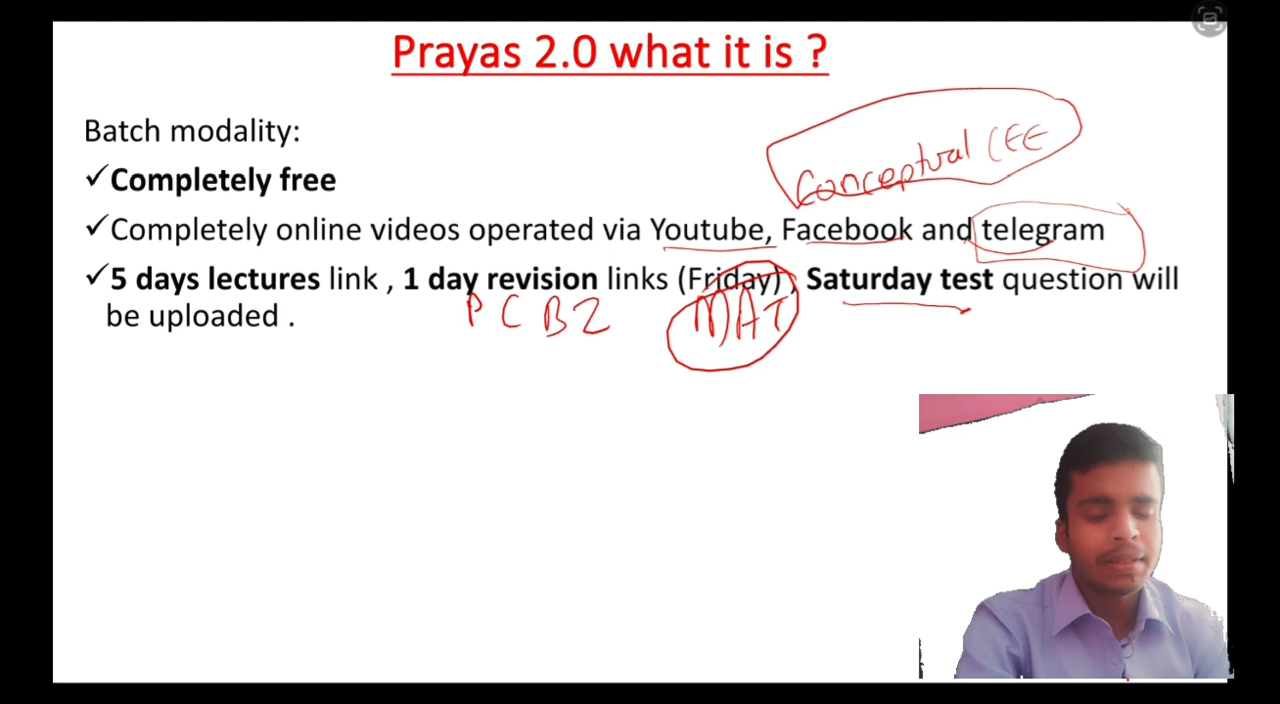 Prayas 2.0 what it is ?
Batch modality:
✓Completely free
Conceptual CEE
✓Completely online videos operated via Youtube, Facebook and telegram
✓5 days lectures link , 1 day revision links (Friday) , Saturday test question will
be uploaded .
P C B Z MAT